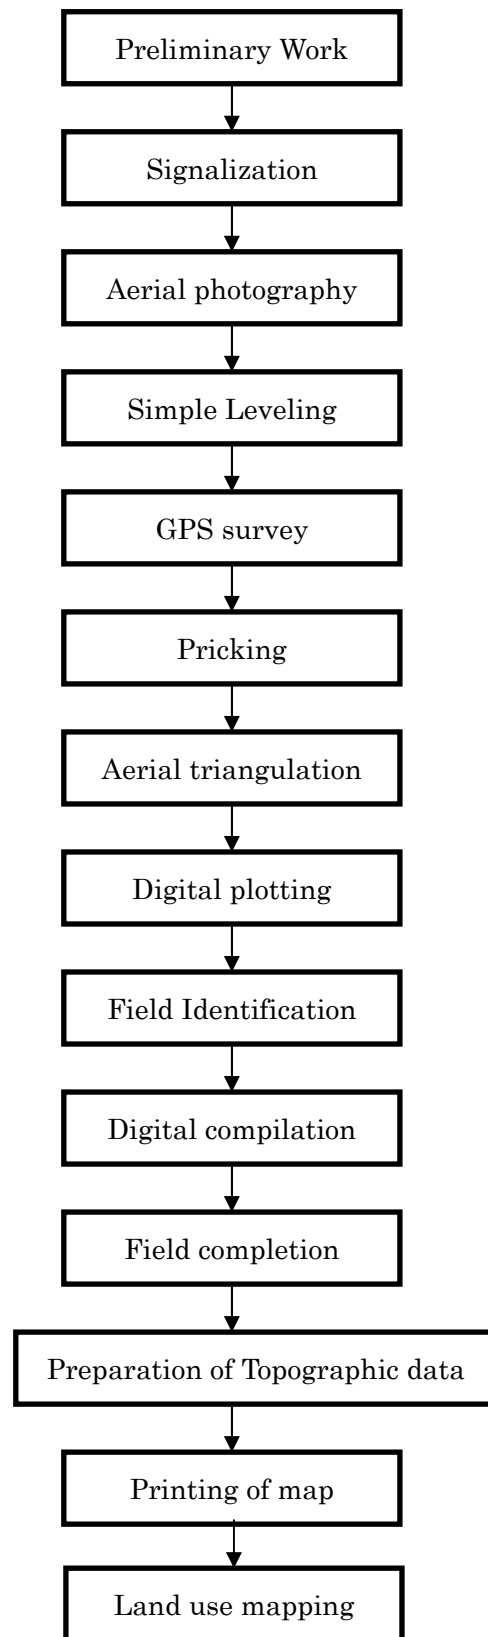 Preliminary Work
Signalization
Aerial photography
Simple Leveling
GPS survey
Pricking
Aerial triangulation
Digital plotting
Field Identification
Digital compilation
Field completion
Preparation of Topographic data
Printing of map
Land use mapping